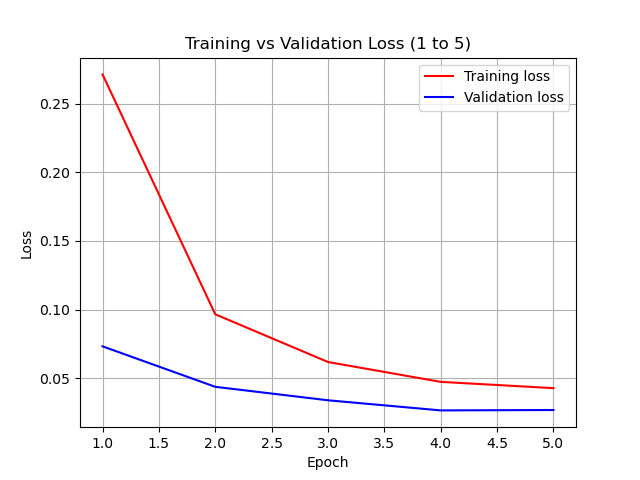 Training vs Validation Loss (1 to 5)
Training loss
Validation loss
0.25
0.20
0.15
0.10
0.05
Loss
1.0 1.5 2.0 2.5 3.0 3.5 4.0 4.5 5.0
Epoch